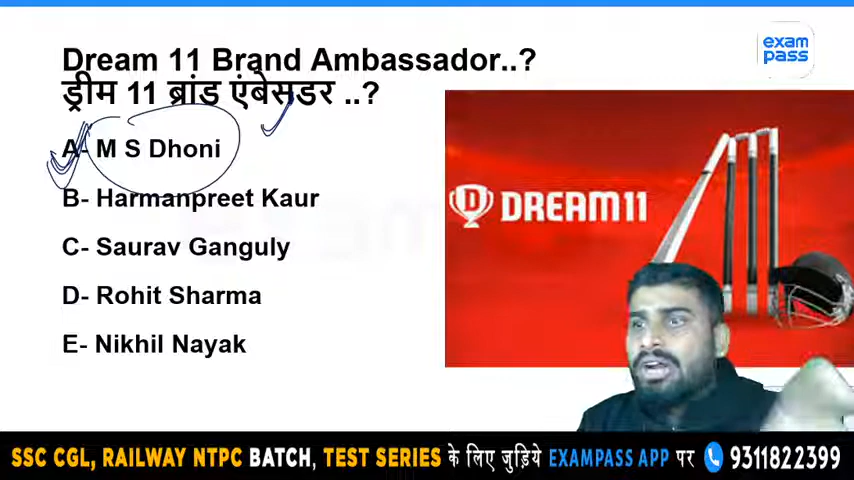 Dream 11 Brand Ambassador..?
ड्रीम 11 ब्रांड एंबेसडर ..?
exam
pass
A- M S Dhoni
B- Harmanpreet Kaur
C- Saurav Ganguly
D- Rohit Sharma
E- Nikhil Nayak
D DREAM11
SSC CGL, RAILWAY NTPC BATCH, TEST SERIES के लिए जुड़िये EXAMPASS APP पर 9311822399